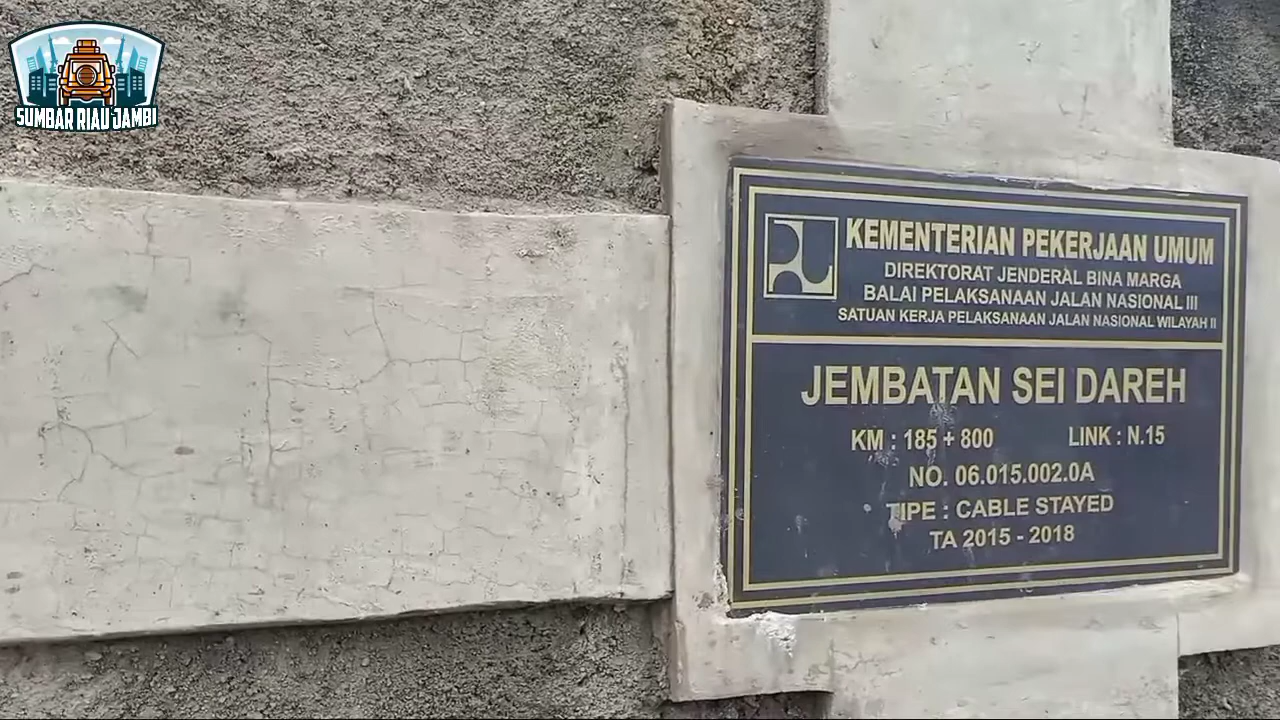 SUMBAR RIAU JAMBI
KEMENTERIAN PEKERJAAN UMUM
DIREKTORAT JENDERAL BINA MARGA
BALAI PELAKSANAAN JALAN NASIONAL III
SATUAN KERJA PELAKSANAAN JALAN NASIONAL WILAYAH II
JEMBATAN SEI DAREH
KM : 185 + 800 LINK : N.15
NO. 06.015.002.0A
TIPE : CABLE STAYED
TA 2015 - 2018